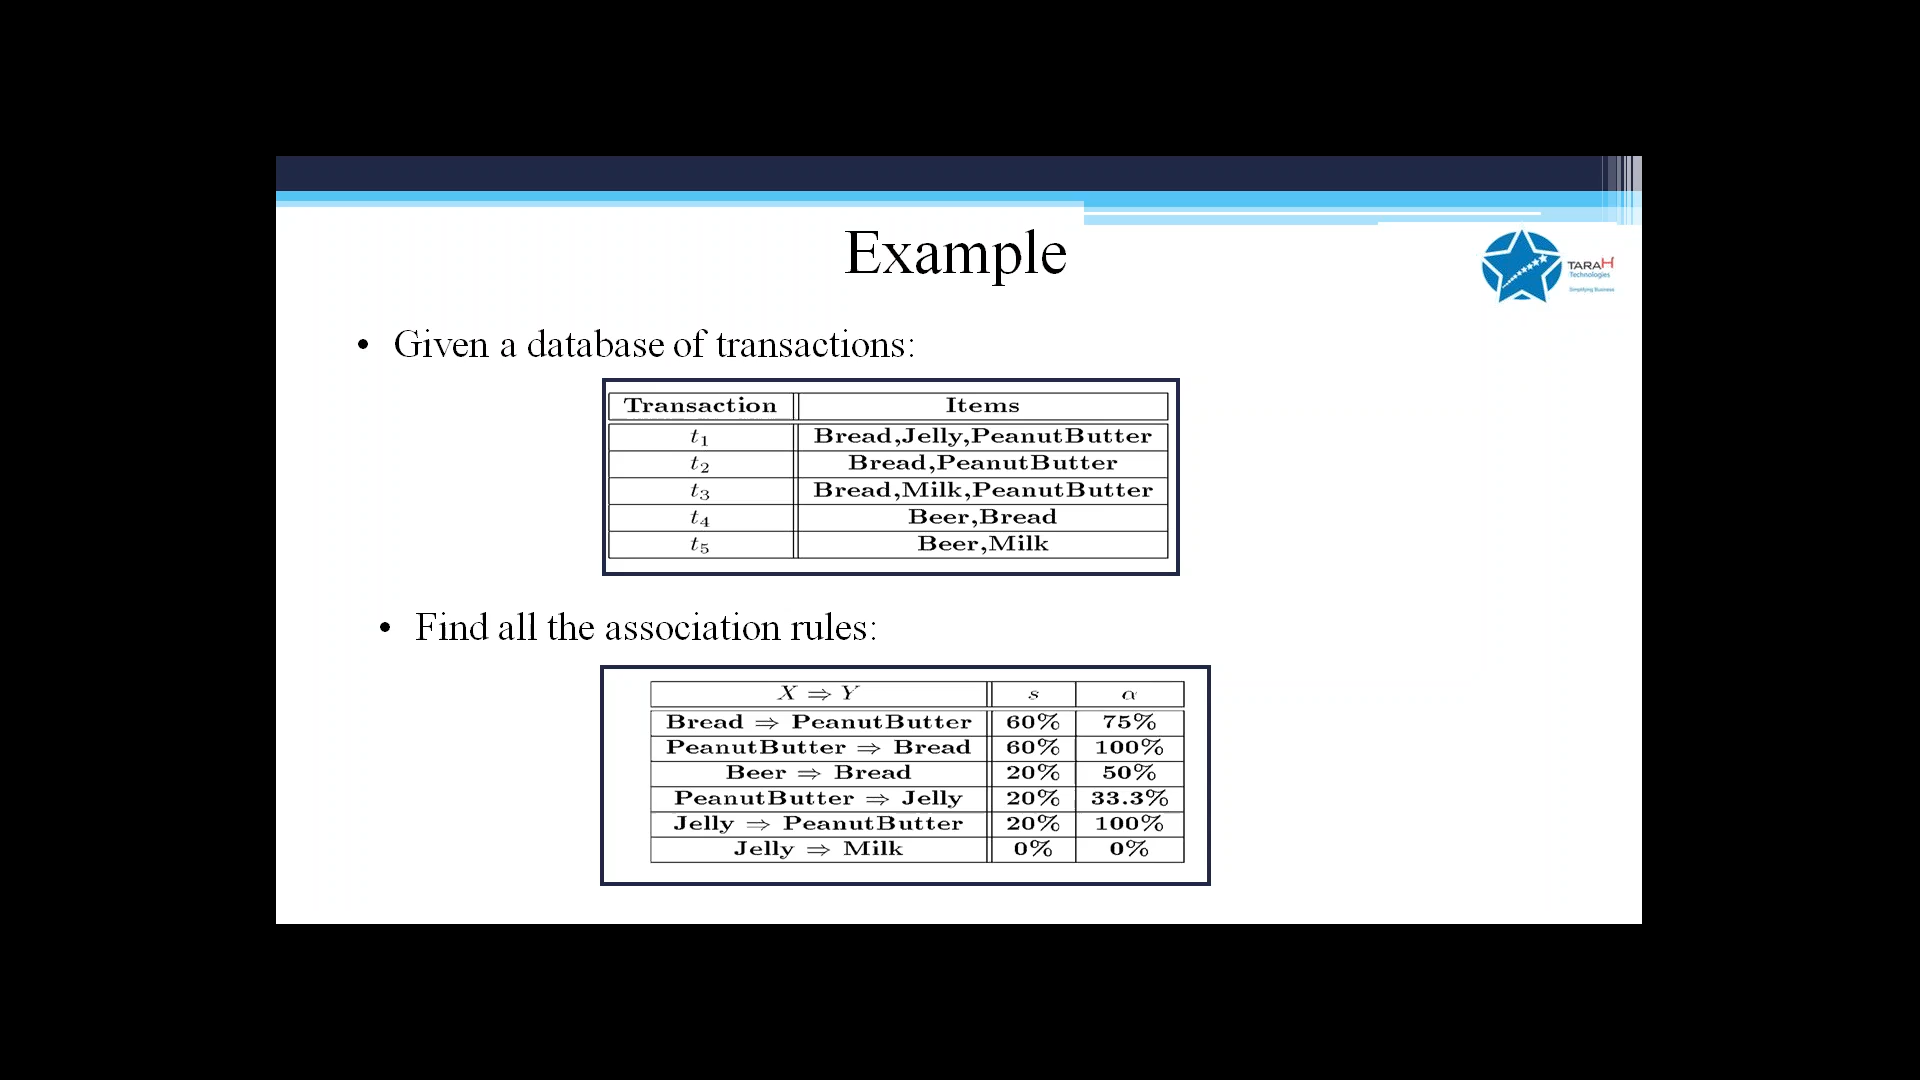 Example
TARAH
Technologies
Simplifying Business
• Given a database of transactions:
Transaction Items
t1 Bread,Jelly,PeanutButter
t2 Bread,PeanutButter
t3 Bread,Milk,PeanutButter
t4 Beer,Bread
t5 Beer,Milk
• Find all the association rules:
X ⇒ Y s α
Bread ⇒ PeanutButter 60% 75%
PeanutButter ⇒ Bread 60% 100%
Beer ⇒ Bread 20% 50%
PeanutButter ⇒ Jelly 20% 33.3%
Jelly ⇒ PeanutButter 20% 100%
Jelly ⇒ Milk 0% 0%